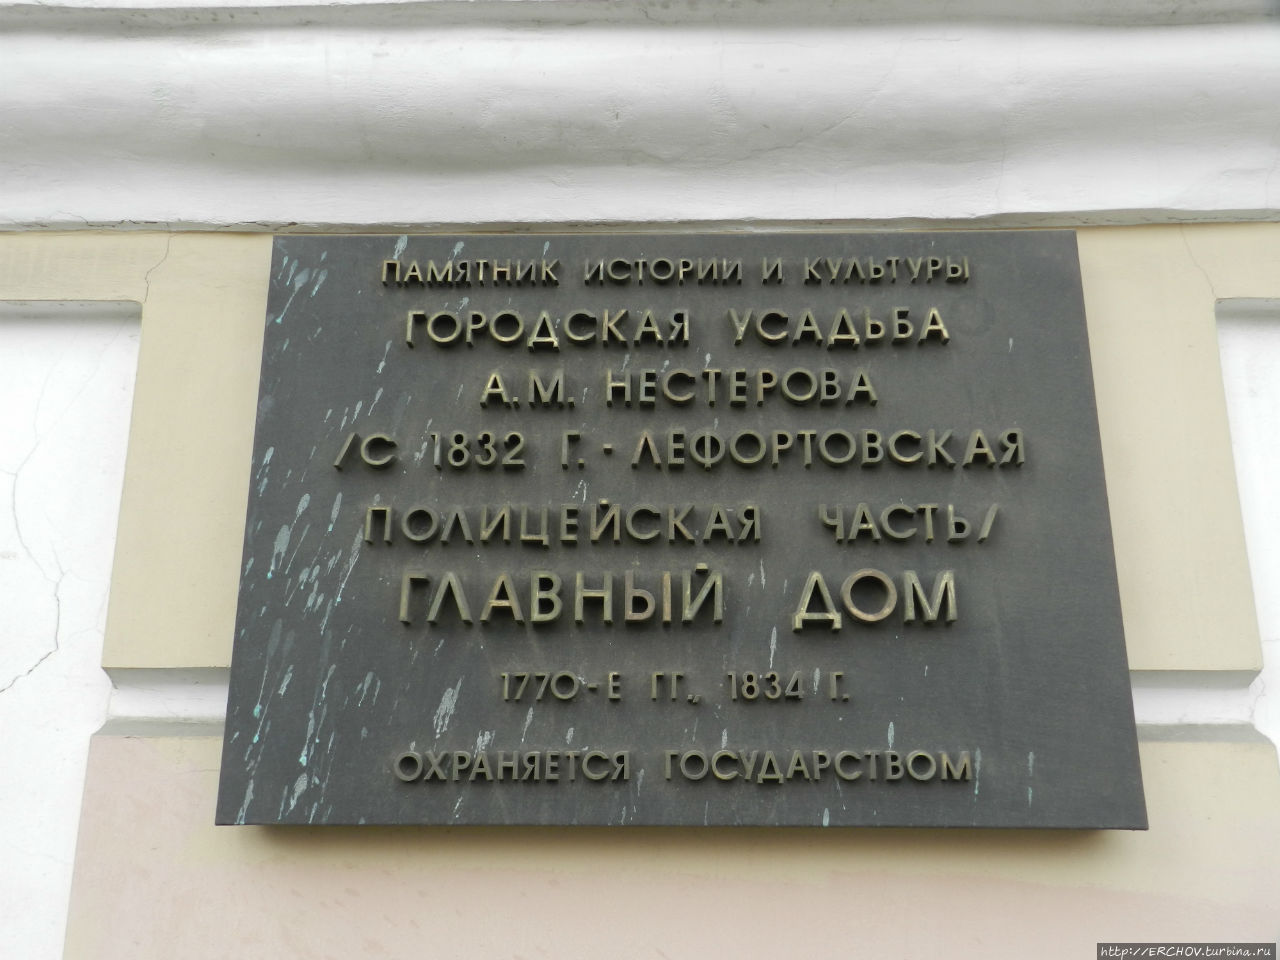 ПАМЯТНИК ИСТОРИИ И КУЛЬТУРЫ
ГОРОДСКАЯ УСАДЬБА
А.М. НЕСТЕРОВА
/С 1832 Г. - ЛЕФОРТОВСКАЯ
ПОЛИЦЕЙСКАЯ ЧАСТЬ/
ГЛАВНЫЙ ДОМ
1770-Е ГГ., 1834 Г.
ОХРАНЯЕТСЯ ГОСУДАРСТВОМ
http://ERCHOV.turbina.ru